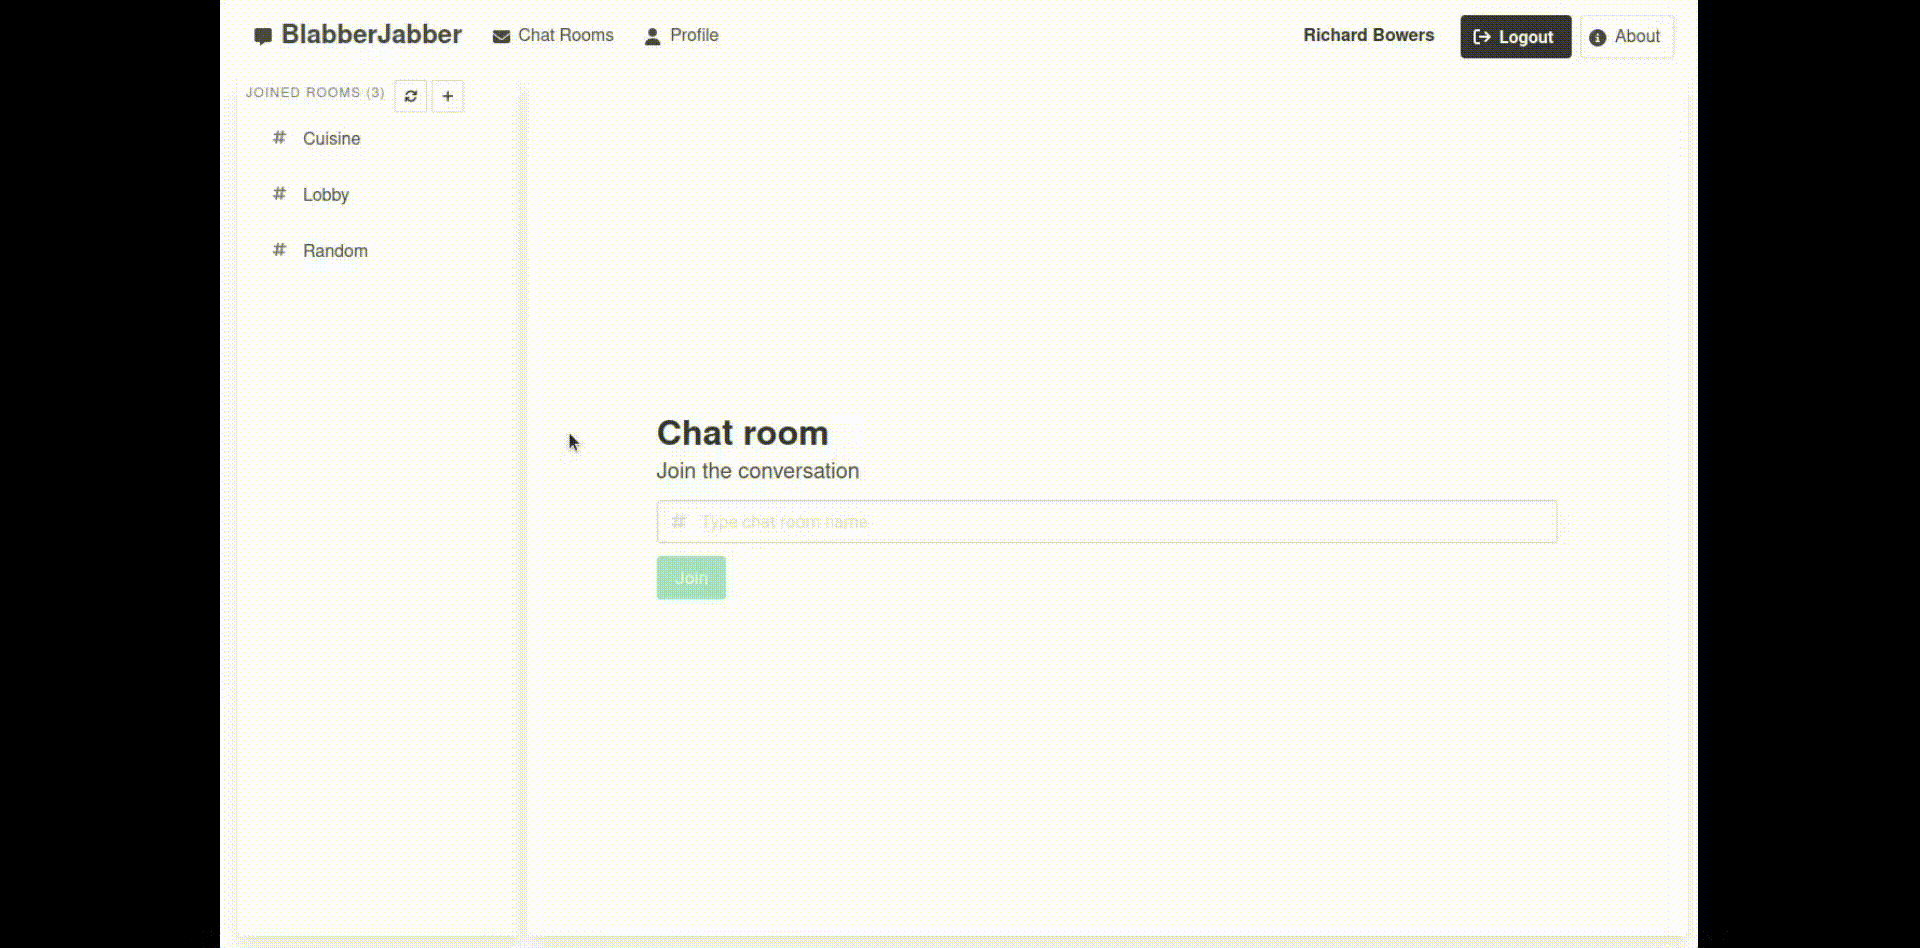 BlabberJabber Chat Rooms Profile Richard Bowers Logout About
JOINED ROOMS (3)
# Cuisine
# Lobby
# Random
Chat room
Join the conversation
# Type chat room name
Join